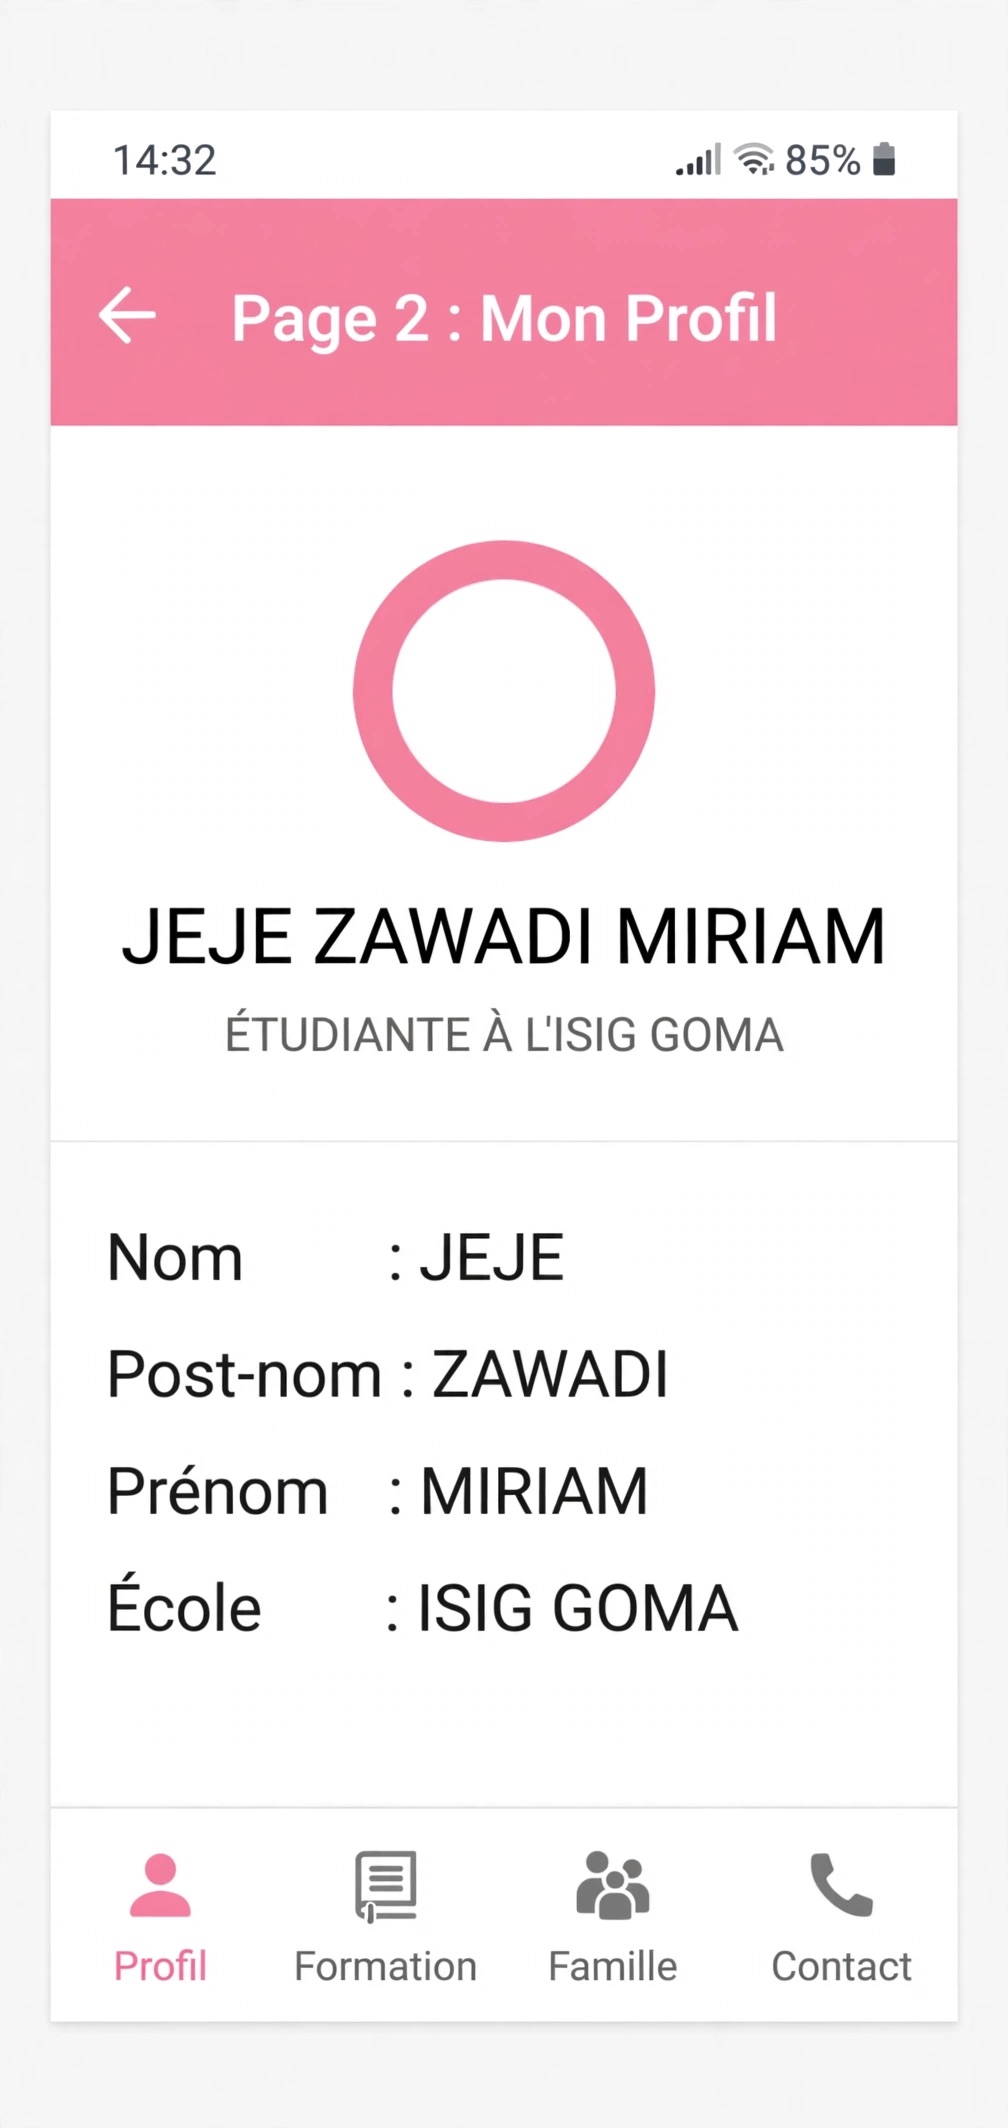 14:32 85%
Page 2 : Mon Profil
JEJE ZAWADI MIRIAM
ÉTUDIANTE À L'ISIG GOMA
Nom : JEJE
Post-nom : ZAWADI
Prénom : MIRIAM
École : ISIG GOMA
Profil Formation Famille Contact